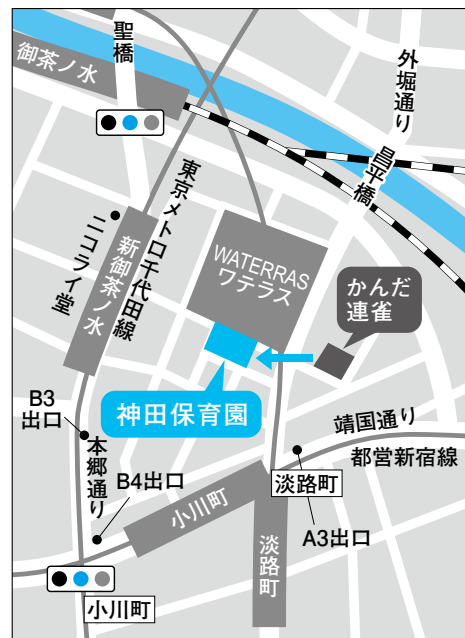 聖橋
御茶ノ水
外堀通り
昌平橋
東京メトロ千代田線
新御茶ノ水
ニコライ堂
WATERRAS
ワテラス
かんだ
連雀
神田保育園
B3
出口
本郷通り
B4出口
靖国通り
都営新宿線
淡路町
小川町
A3出口
淡路町
小川町